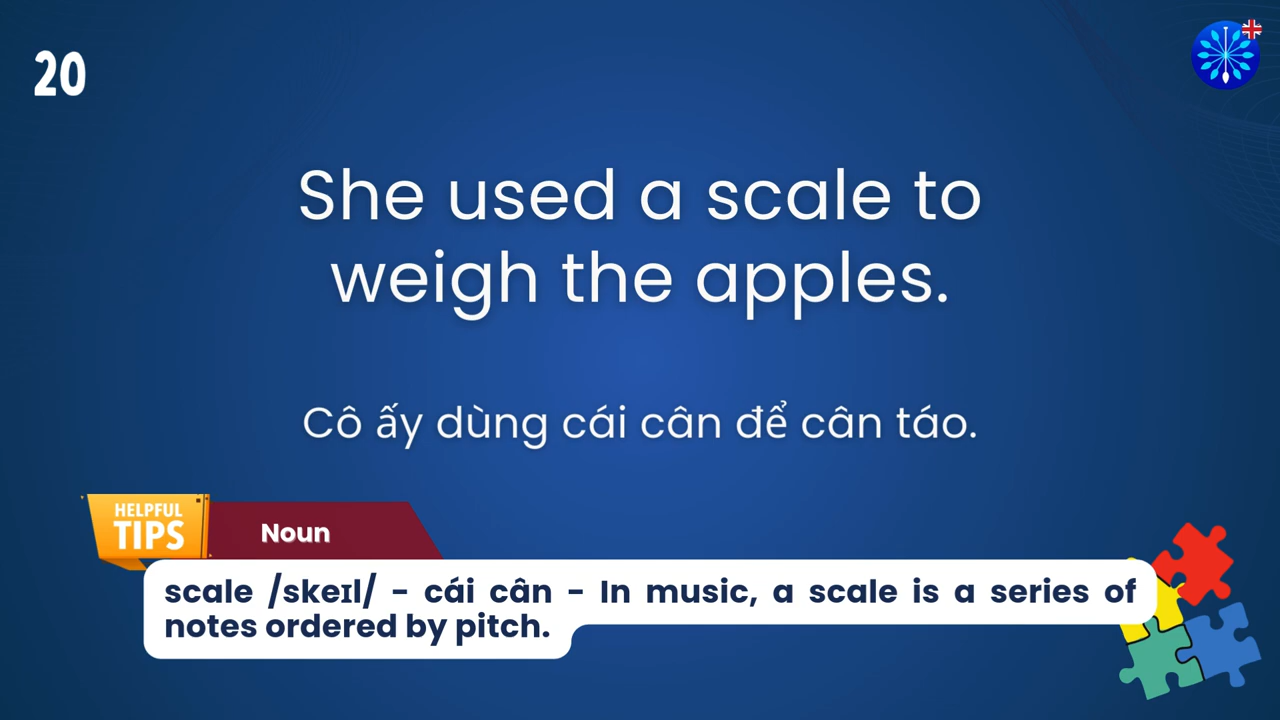 20
She used a scale to
weigh the apples.
Cô ấy dùng cái cân để cân táo.
HELPFUL
TIPS
Noun
scale /skeɪl/ - cái cân - In music, a scale is a series of
notes ordered by pitch.